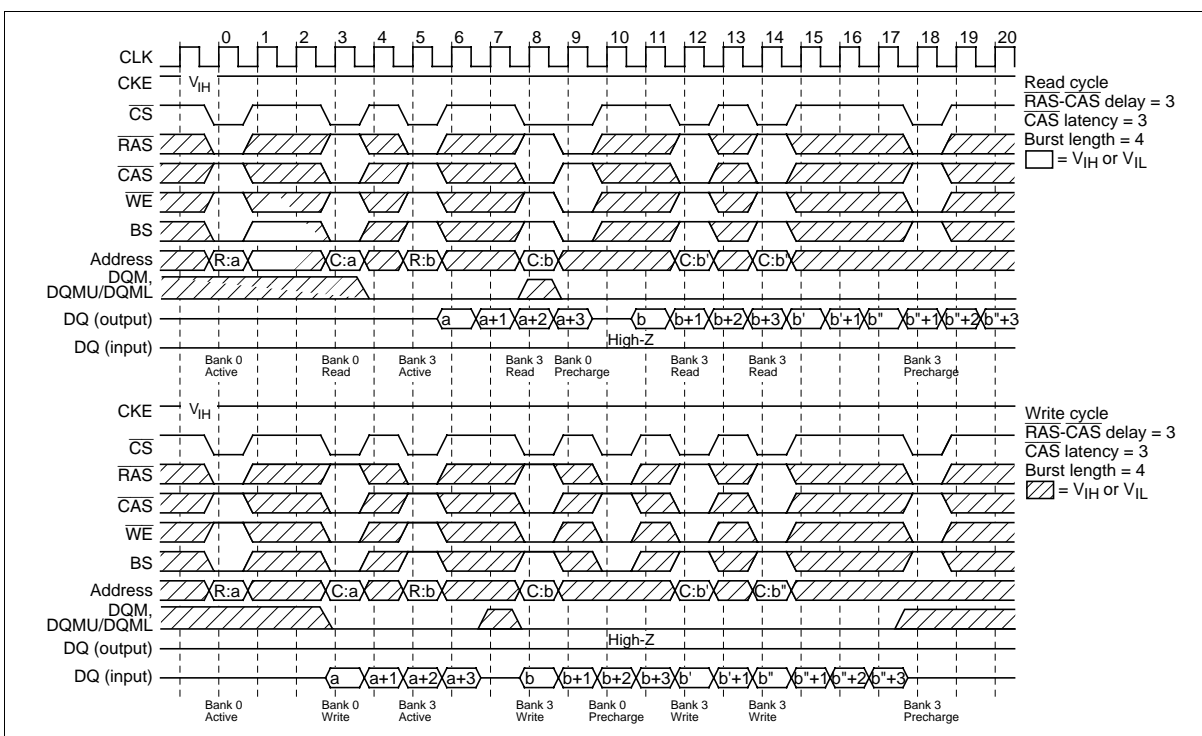 0 1 2 3 4 5 6 7 8 9 10 11 12 13 14 15 16 17 18 19 20
CLK
CKE VIH
CS
RAS
CAS
WE
BS
Address R:a C:a R:b C:b C:b' C:b'
DQM,
DQMU/DQML
DQ (output) a a+1 a+2 a+3 b b+1 b+2 b+3 b' b'+1 b" b"+1 b"+2 b"+3
High-Z
DQ (input)
Bank 0 Active
Bank 0 Read
Bank 3 Active
Bank 3 Read
Bank 0 Precharge
Bank 3 Read
Bank 3 Read
Bank 3 Precharge
Read cycle
RAS-CAS delay = 3
CAS latency = 3
Burst length = 4
= VIH or VIL
CKE VIH
CS
RAS
CAS
WE
BS
Address R:a C:a R:b C:b C:b' C:b"
DQM,
DQMU/DQML
High-Z
DQ (output)
DQ (input) a a+1 a+2 a+3 b b+1 b+2 b+3 b' b'+1 b" b"+1 b"+2 b"+3
Bank 0 Active
Bank 0 Write
Bank 3 Active
Bank 3 Write
Bank 0 Precharge
Bank 3 Write
Bank 3 Write
Bank 3 Precharge
Write cycle
RAS-CAS delay = 3
CAS latency = 3
Burst length = 4
= VIH or VIL